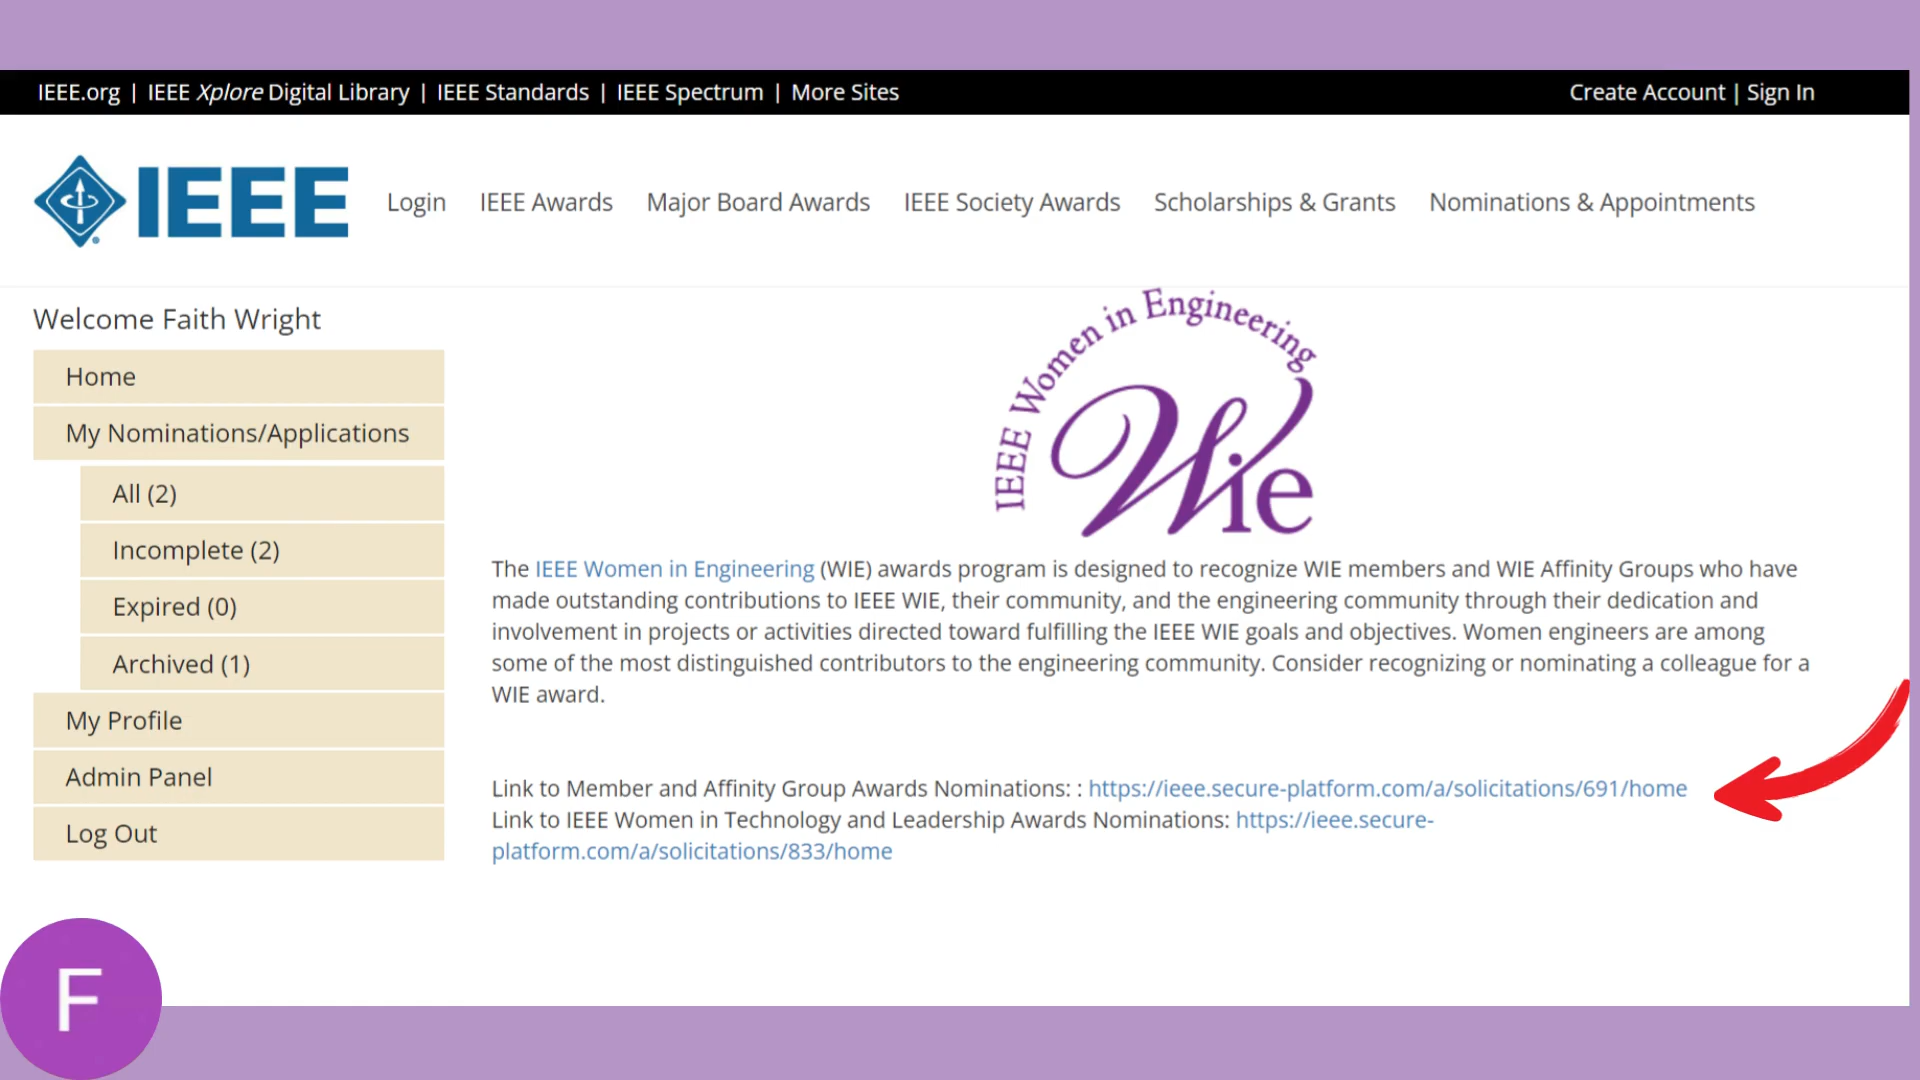 IEEE.org | IEEE Xplore Digital Library | IEEE Standards | IEEE Spectrum | More Sites
Create Account | Sign In
IEEE
Login
IEEE Awards
Major Board Awards
IEEE Society Awards
Scholarships & Grants
Nominations & Appointments
Welcome Faith Wright
Home
My Nominations/Applications
All (2)
Incomplete (2)
Expired (0)
Archived (1)
My Profile
Admin Panel
Log Out
IEEE Women in Engineering
Wie
The IEEE Women in Engineering (WIE) awards program is designed to recognize WIE members and WIE Affinity Groups who have
made outstanding contributions to IEEE WIE, their community, and the engineering community through their dedication and
involvement in projects or activities directed toward fulfilling the IEEE WIE goals and objectives. Women engineers are among
some of the most distinguished contributors to the engineering community. Consider recognizing or nominating a colleague for a
WIE award.
Link to Member and Affinity Group Awards Nominations: : https://ieee.secure-platform.com/a/solicitations/691/home
Link to IEEE Women in Technology and Leadership Awards Nominations: https://ieee.secure-
platform.com/a/solicitations/833/home
F